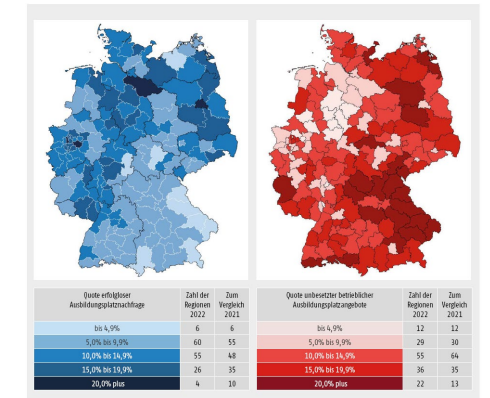 Quote erfolgloser
Ausbildungsplatznachfrage
Zahl der
Regionen
2022
Zum
Vergleich
2021
bis 4,9%
6
6
5,0% bis 9,9%
60
55
10,0% bis 14,9%
55
48
15,0% bis 19,9%
26
35
20,0% plus
4
10
Quote unbesetzter betrieblicher
Ausbildungsplatzangebote
Zahl der
Regionen
2022
Zum
Vergleich
2021
bis 4,9%
12
12
5,0% bis 9,9%
29
30
10,0% bis 14,9%
55
64
15,0% bis 19,9%
36
35
20,0% plus
22
13